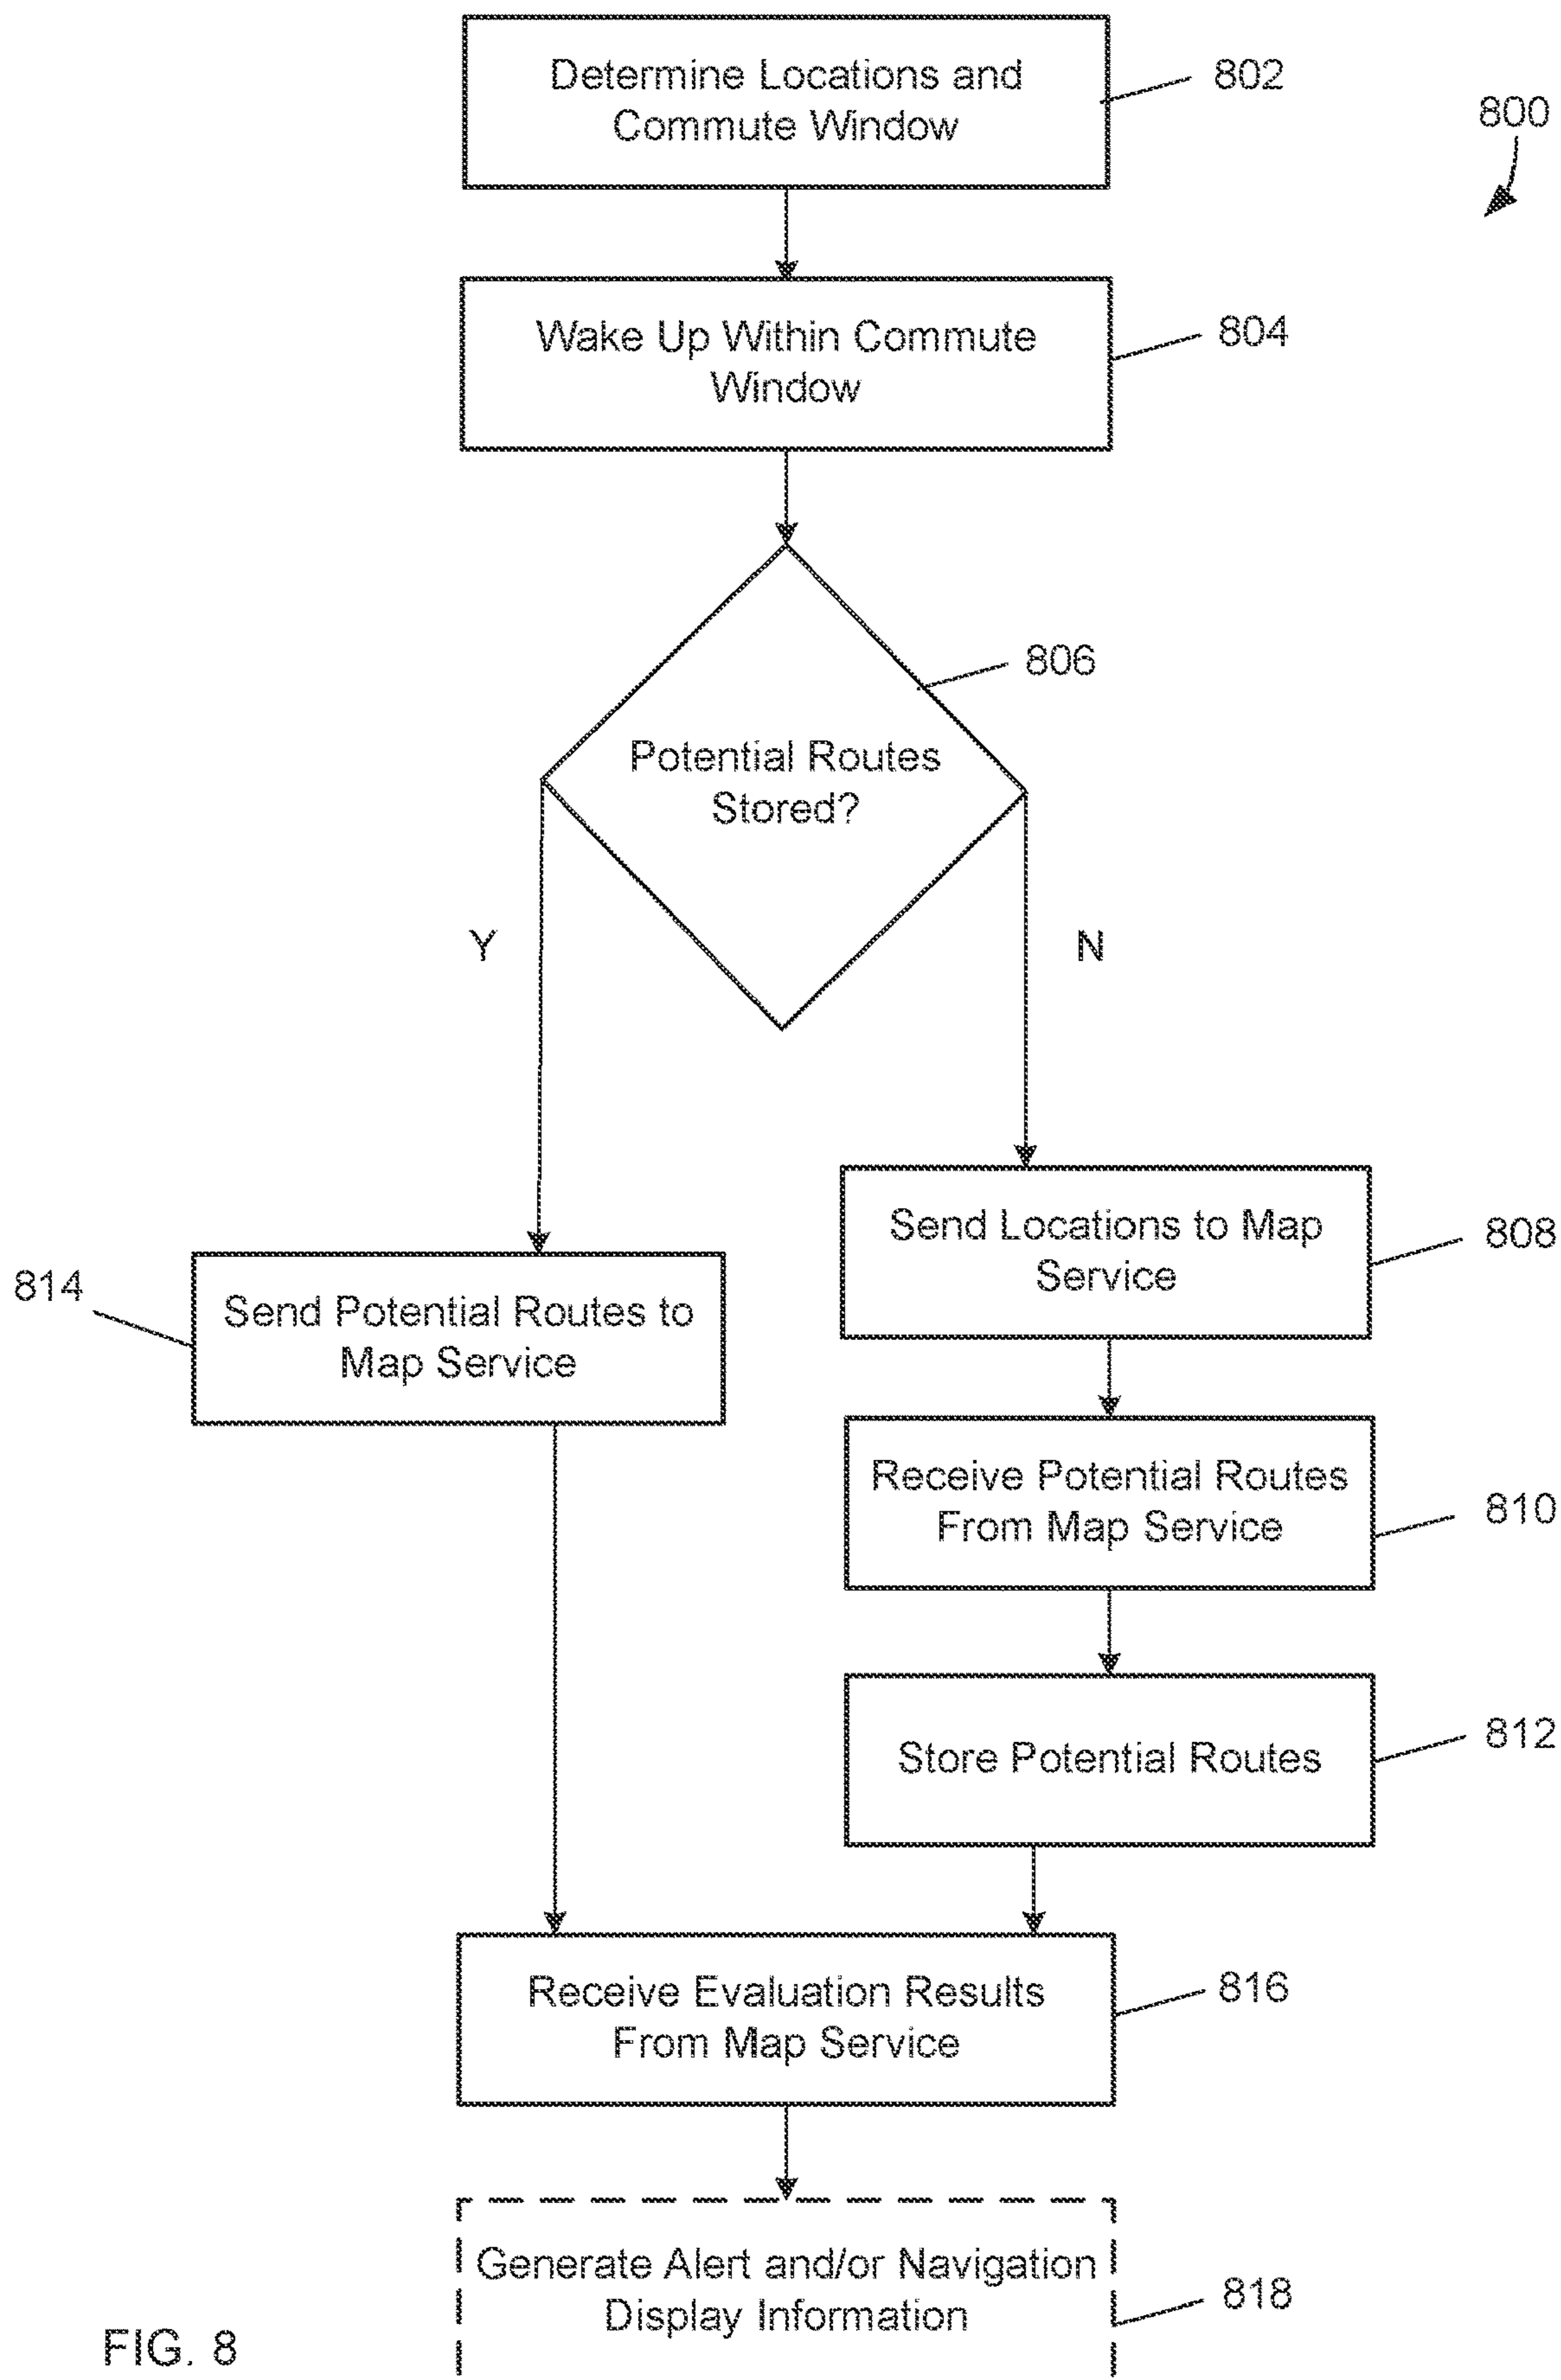 Determine Locations and
Commute Window
802
800
Wake Up Within Commute
Window
804
806
Potential Routes
Stored?
Y
N
Send Locations to Map
Service
808
814
Send Potential Routes to
Map Service
Receive Potential Routes
From Map Service
810
Store Potential Routes
812
Receive Evaluation Results
From Map Service
816
Generate Alert and/or Navigation
Display Information
818
FIG. 8